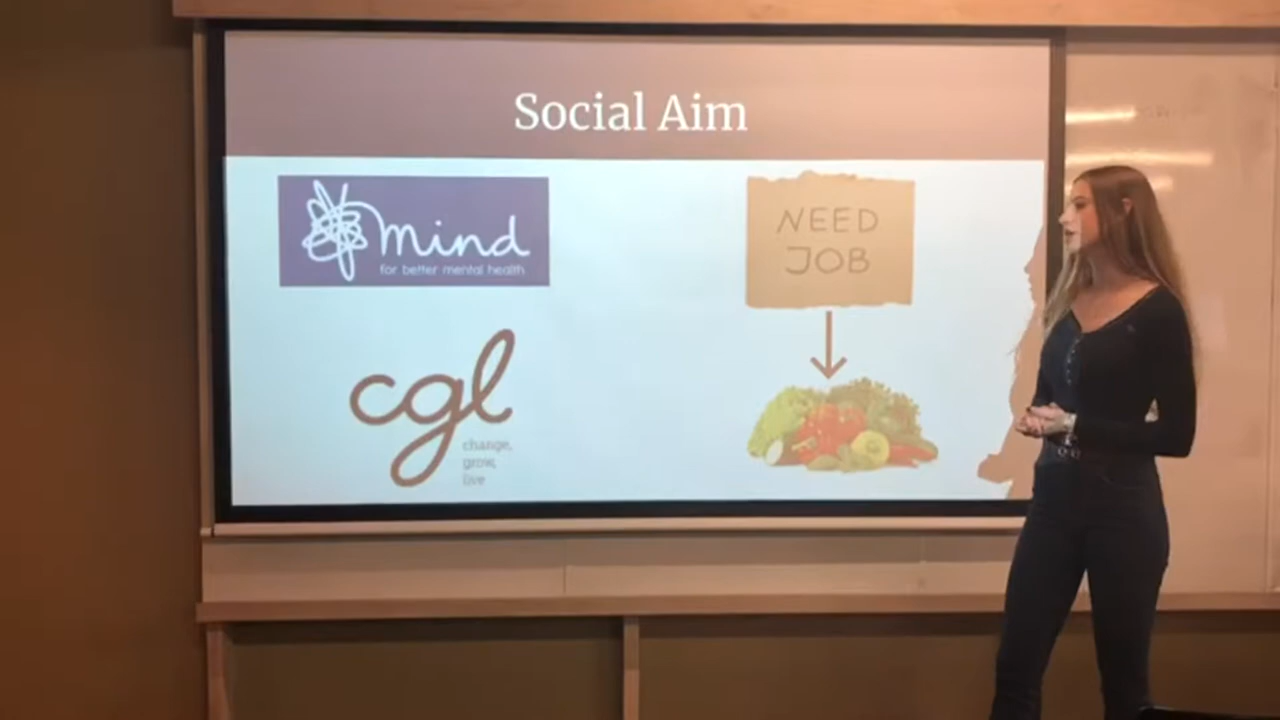 Social Aim
mind
for better mental health
NEED
JOB
cgl
change,
grow,
live